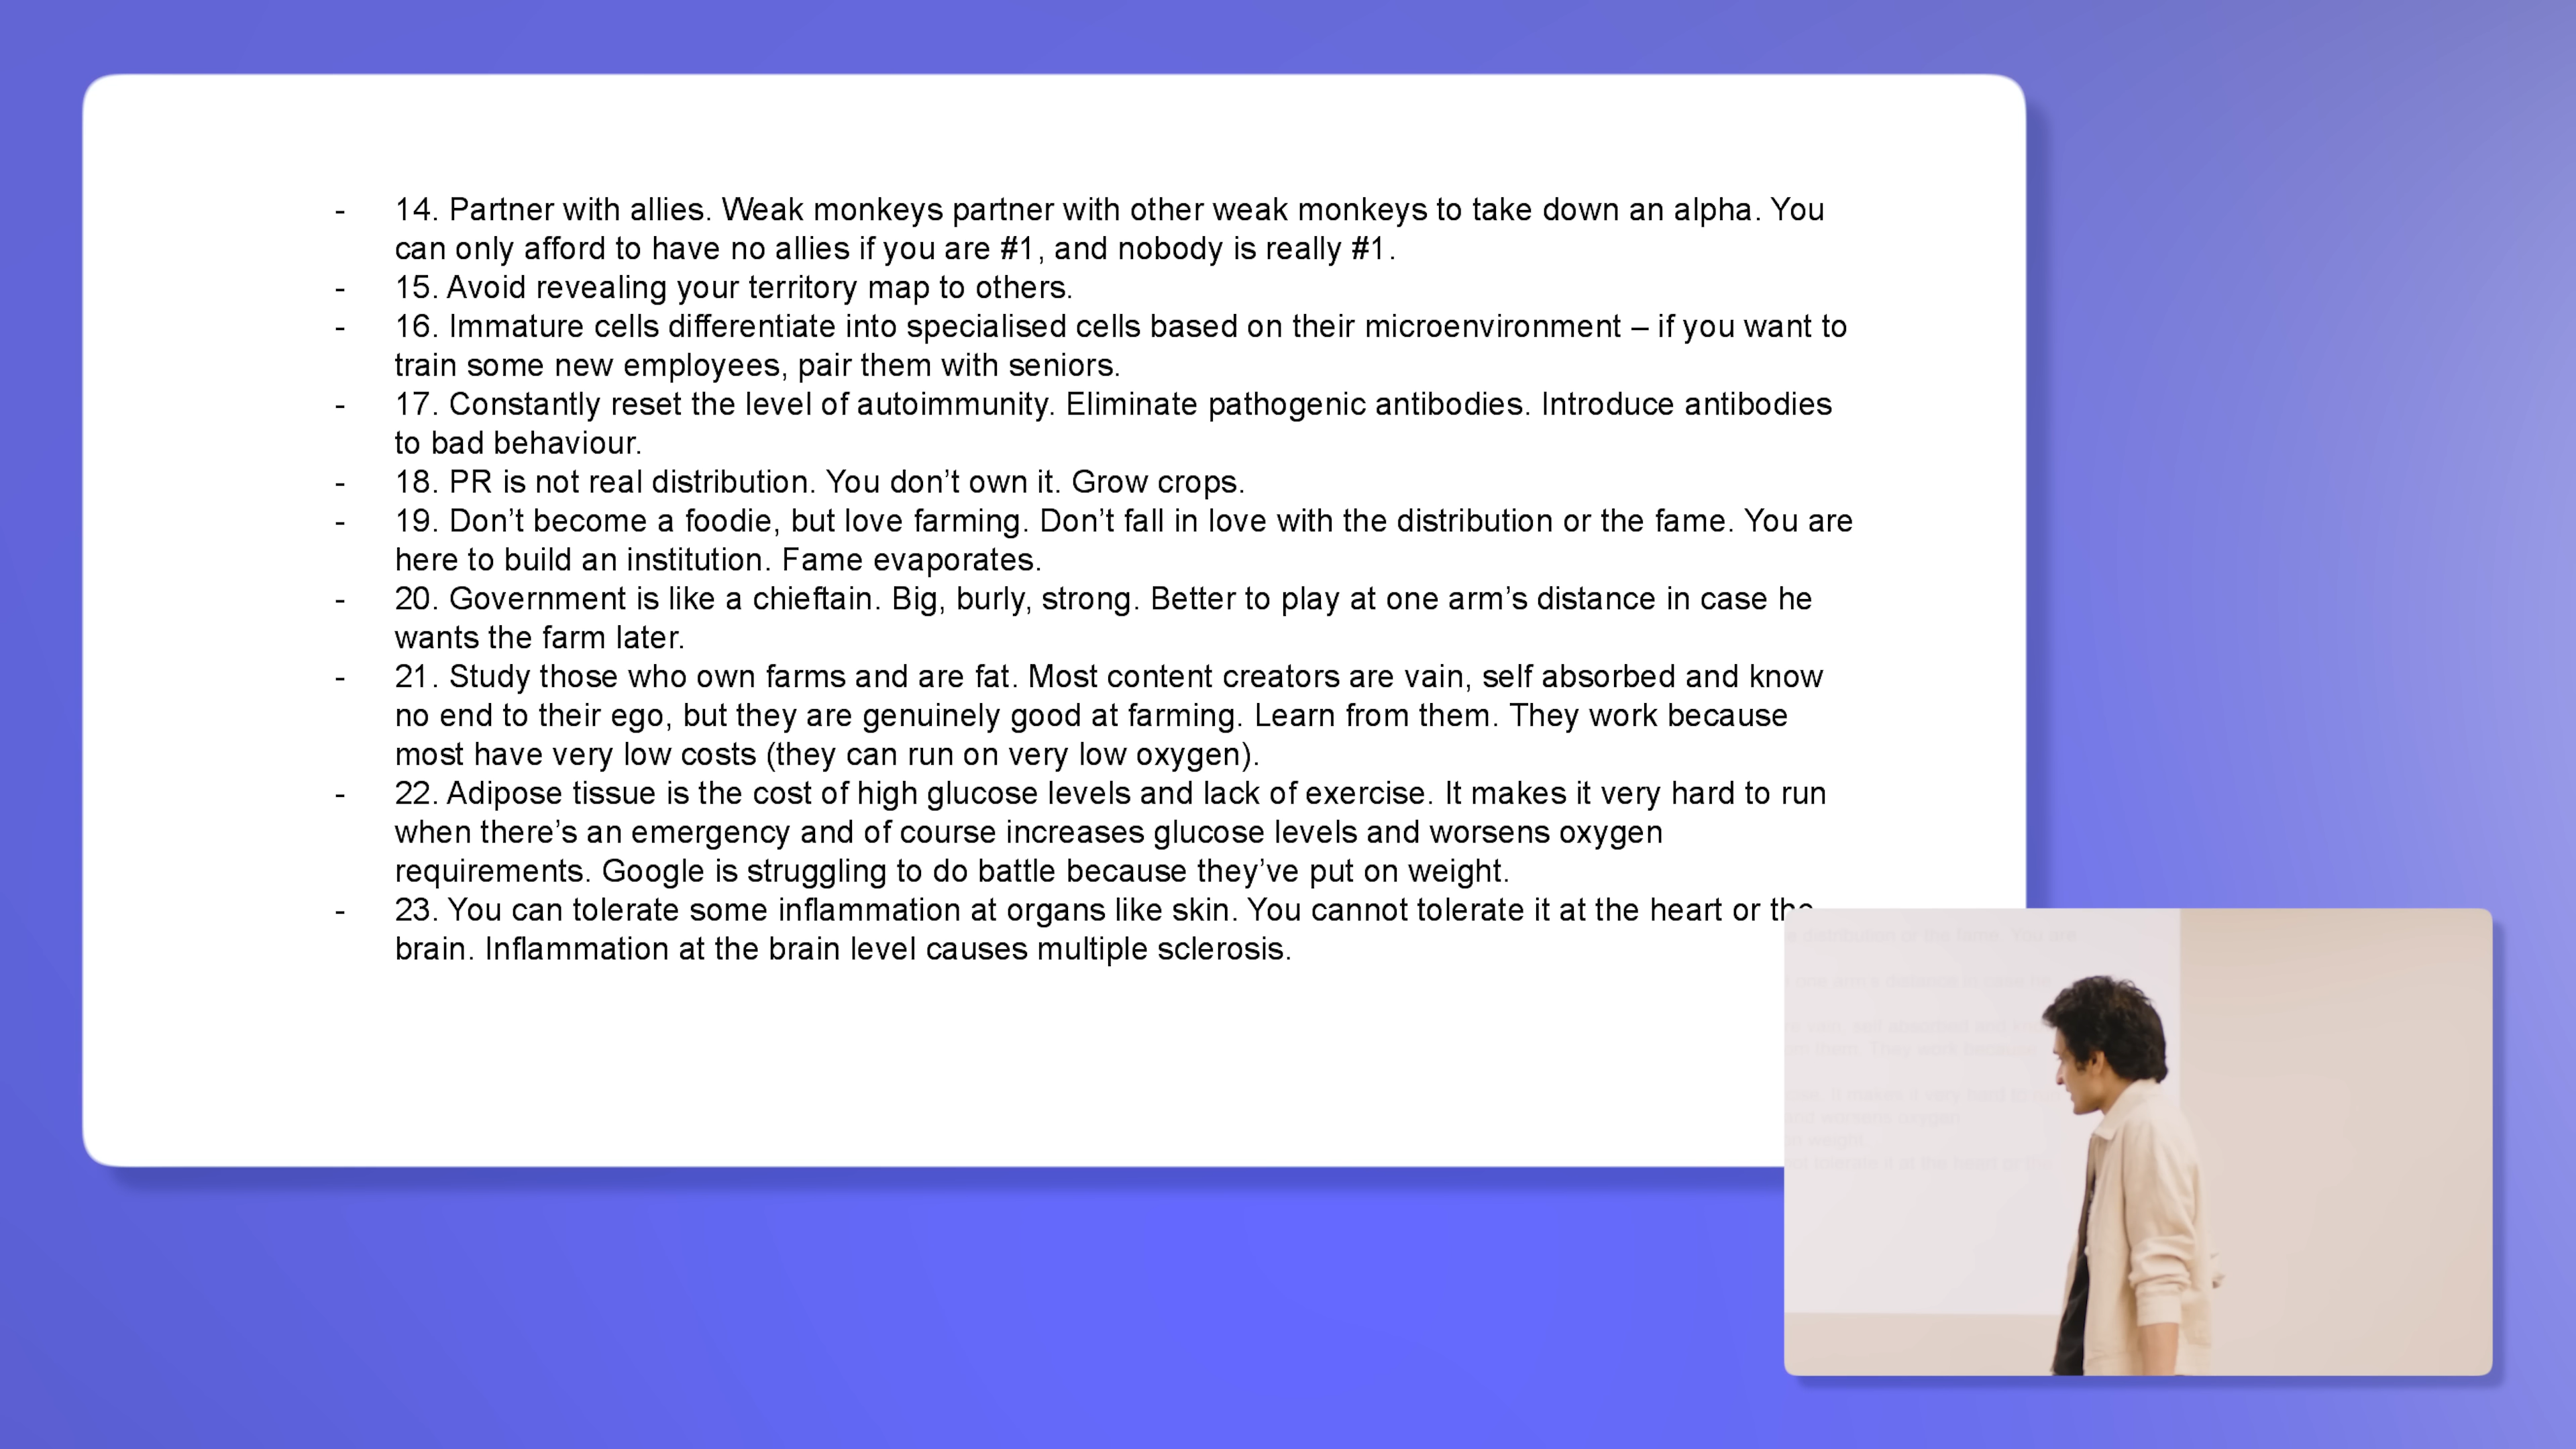 - 14. Partner with allies. Weak monkeys partner with other weak monkeys to take down an alpha. You
can only afford to have no allies if you are #1, and nobody is really #1.
- 15. Avoid revealing your territory map to others.
- 16. Immature cells differentiate into specialised cells based on their microenvironment – if you want to
train some new employees, pair them with seniors.
- 17. Constantly reset the level of autoimmunity. Eliminate pathogenic antibodies. Introduce antibodies
to bad behaviour.
- 18. PR is not real distribution. You don’t own it. Grow crops.
- 19. Don’t become a foodie, but love farming. Don’t fall in love with the distribution or the fame. You are
here to build an institution. Fame evaporates.
- 20. Government is like a chieftain. Big, burly, strong. Better to play at one arm’s distance in case he
wants the farm later.
- 21. Study those who own farms and are fat. Most content creators are vain, self absorbed and know
no end to their ego, but they are genuinely good at farming. Learn from them. They work because
most have very low costs (they can run on very low oxygen).
- 22. Adipose tissue is the cost of high glucose levels and lack of exercise. It makes it very hard to run
when there’s an emergency and of course increases glucose levels and worsens oxygen
requirements. Google is struggling to do battle because they’ve put on weight.
- 23. You can tolerate some inflammation at organs like skin. You cannot tolerate it at the heart or the
brain. Inflammation at the brain level causes multiple sclerosis.